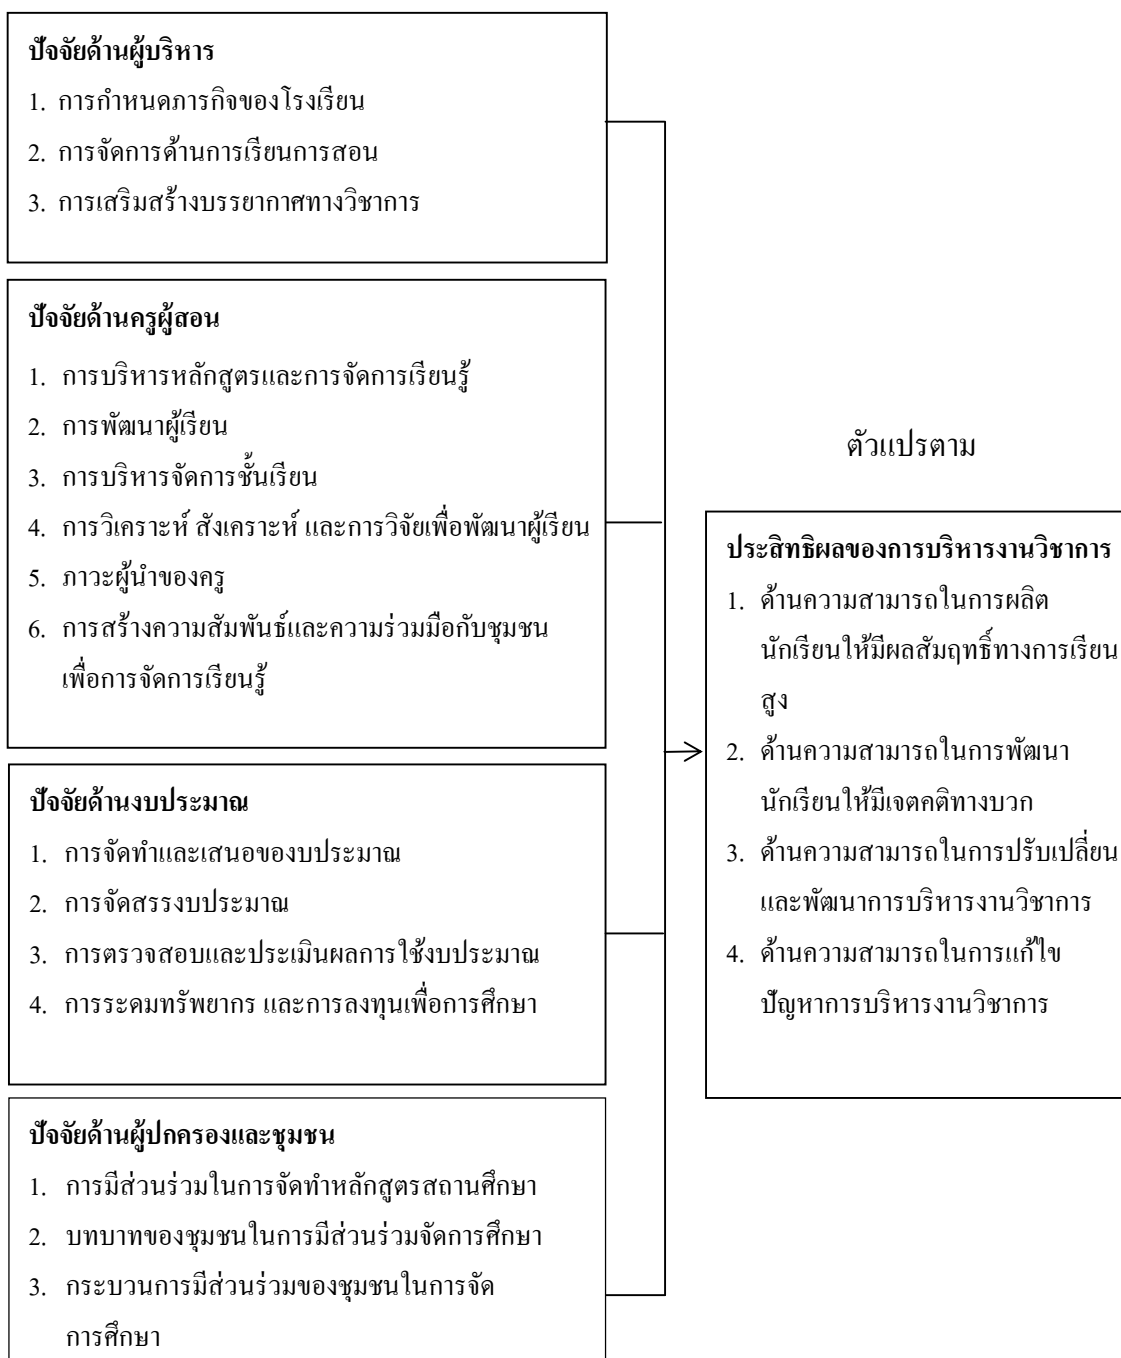 ปัจจัยด้านผู้บริหาร
1. การกำหนดภารกิจของโรงเรียน
2. การจัดการด้านการเรียนการสอน
3. การเสริมสร้างบรรยากาศทางวิชาการ
ปัจจัยด้านครูผู้สอน
1. การบริหารหลักสูตรและการจัดการเรียนรู้
2. การพัฒนาผู้เรียน
3. การบริหารจัดการชั้นเรียน
4. การวิเคราะห์ สังเคราะห์ และการวิจัยเพื่อพัฒนาผู้เรียน
5. ภาวะผู้นำของครู
6. การสร้างความสัมพันธ์และความร่วมมือกับชุมชน
เพื่อการจัดการเรียนรู้
ปัจจัยด้านงบประมาณ
1. การจัดทำและเสนอของบประมาณ
2. การจัดสรรงบประมาณ
3. การตรวจสอบและประเมินผลการใช้งบประมาณ
4. การระดมทรัพยากร และการลงทุนเพื่อการศึกษา
ปัจจัยด้านผู้ปกครองและชุมชน
1. การมีส่วนร่วมในการจัดทำหลักสูตรสถานศึกษา
2. บทบาทของชุมชนในการมีส่วนร่วมจัดการศึกษา
3. กระบวนการมีส่วนร่วมของชุมชนในการจัด
การศึกษา
ตัวแปรตาม
ประสิทธิผลของการบริหารงานวิชาการ
1. ด้านความสามารถในการผลิต
นักเรียนให้มีผลสัมฤทธิ์ทางการเรียน
สูง
2. ด้านความสามารถในการพัฒนา
นักเรียนให้มีเจตคติทางบวก
3. ด้านความสามารถในการปรับเปลี่ยน
และพัฒนาการบริหารงานวิชาการ
4. ด้านความสามารถในการแก้ไข
ปัญหาการบริหารงานวิชาการ